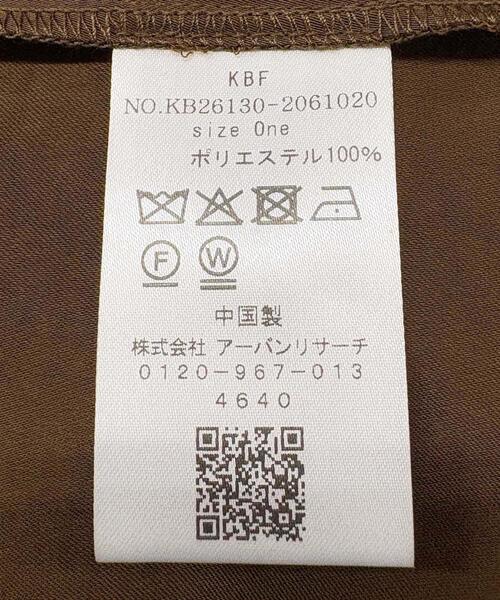 KBF
NO.KB26130-2061020
size One
ポリエステル100%
F W
中国製
株式会社 アーバンリサーチ
0120-967-013
4640